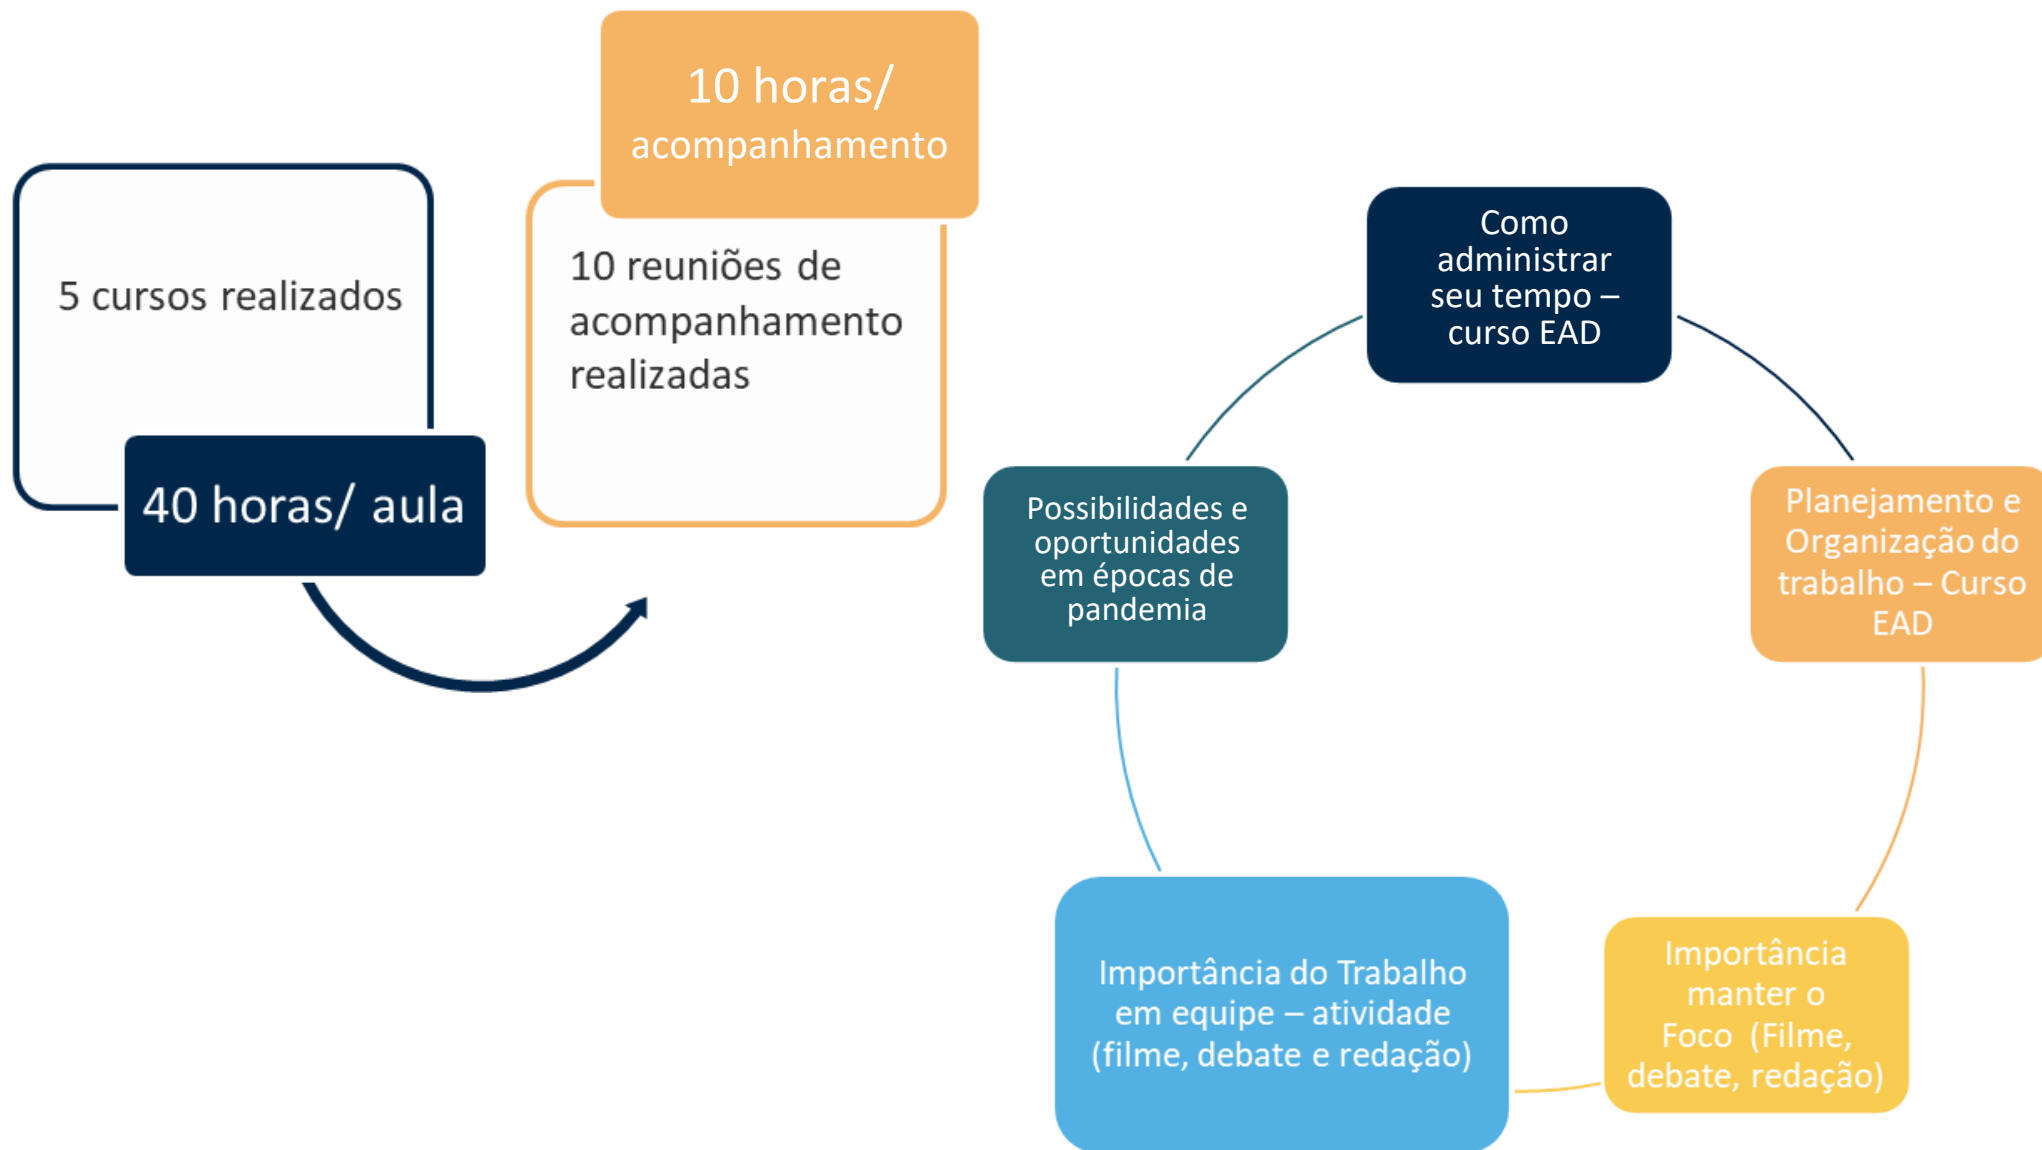 10 horas/
acompanhamento
5 cursos realizados
40 horas/ aula
10 reuniões de
acompanhamento
realizadas
Como
administrar
seu tempo –
curso EAD
Planejamento e
Organização do
trabalho – Curso
EAD
Importância
manter o
Foco (Filme,
debate, redação)
Importância do Trabalho
em equipe – atividade
(filme, debate e redação)
Possibilidades e
oportunidades
em épocas de
pandemia